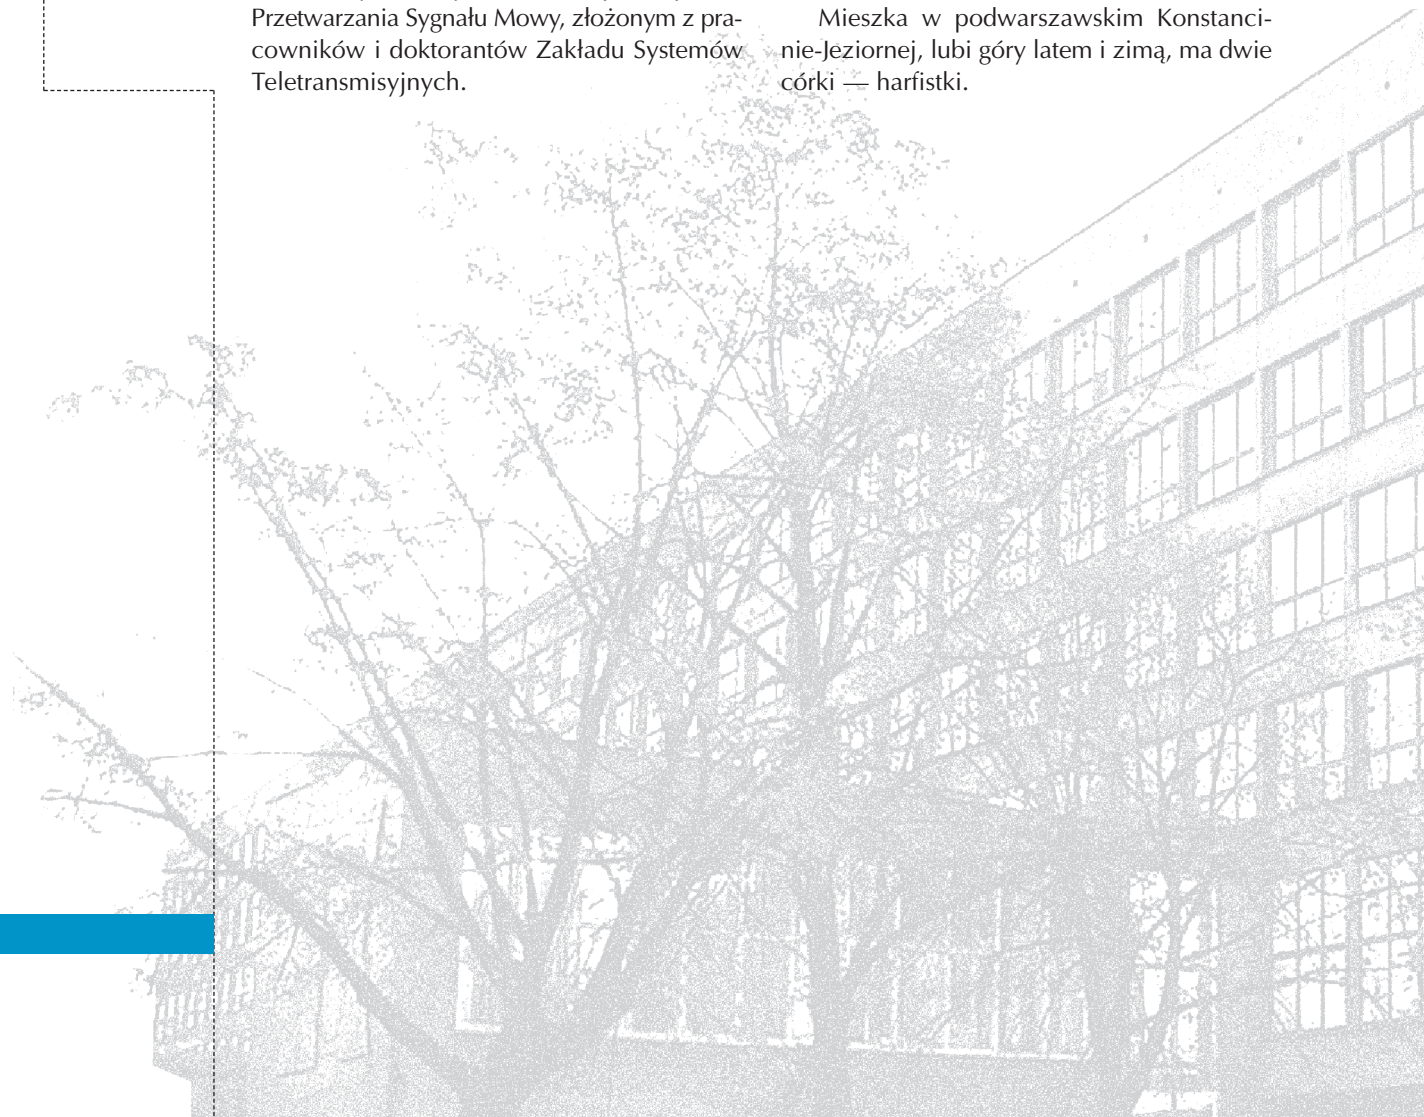 Przetwarzania Sygnału Mowy, złożonym z pra-
cowników i doktorantów Zakładu Systemów
Teletransmisyjnych.
Mieszka w podwarszawskim Konstanci-
nie-Jeziornej, lubi góry latem i zimą, ma dwie
córki — harfistki.